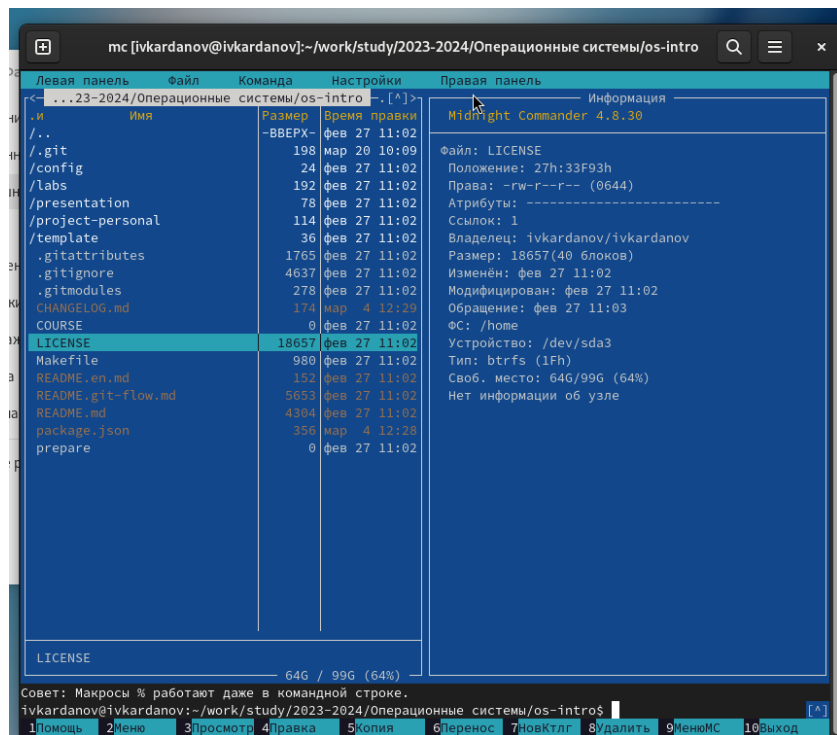 mc [ivkardanov@ivkardanov]:~/work/study/2023-2024/Операционные системы/os-intro
Левая панель Файл Команда Настройки Правая панель
<— ...23-2024/Операционные системы/os-intro —.[^]>
.и Имя Размер Время правки
/.. -ВВЕРХ- фев 27 11:02
/.git 198 мар 20 10:09
/config 24 фев 27 11:02
/labs 192 фев 27 11:02
/presentation 78 фев 27 11:02
/project-personal 114 фев 27 11:02
/template 36 фев 27 11:02
.gitattributes 1765 фев 27 11:02
.gitignore 4637 фев 27 11:02
.gitmodules 278 фев 27 11:02
CHANGELOG.md 174 мар 4 12:29
COURSE 0 фев 27 11:02
LICENSE 18657 фев 27 11:02
Makefile 980 фев 27 11:02
README.en.md 152 фев 27 11:02
README.git-flow.md 5653 фев 27 11:02
README.md 4304 фев 27 11:02
package.json 356 мар 4 12:28
prepare 0 фев 27 11:02
LICENSE
64G / 99G (64%)
Информация
Midnight Commander 4.8.30
Файл: LICENSE
Положение: 27h:33F93h
Права: -rw-r--r-- (0644)
Атрибуты: -------------------------
Ссылок: 1
Владелец: ivkardanov/ivkardanov
Размер: 18657(40 блоков)
Изменён: фев 27 11:02
Модифицирован: фев 27 11:02
Обращение: фев 27 11:03
ФС: /home
Устройство: /dev/sda3
Тип: btrfs (1Fh)
Своб. место: 64G/99G (64%)
Нет информации об узле
Совет: Макросы % работают даже в командной строке.
ivkardanov@ivkardanov:~/work/study/2023-2024/Операционные системы/os-intro$ [^]
1Помощь 2Меню 3Просмотр 4Правка 5Копия 6Перенос 7НовКтлг 8Удалить 9МенюМС 10Выход